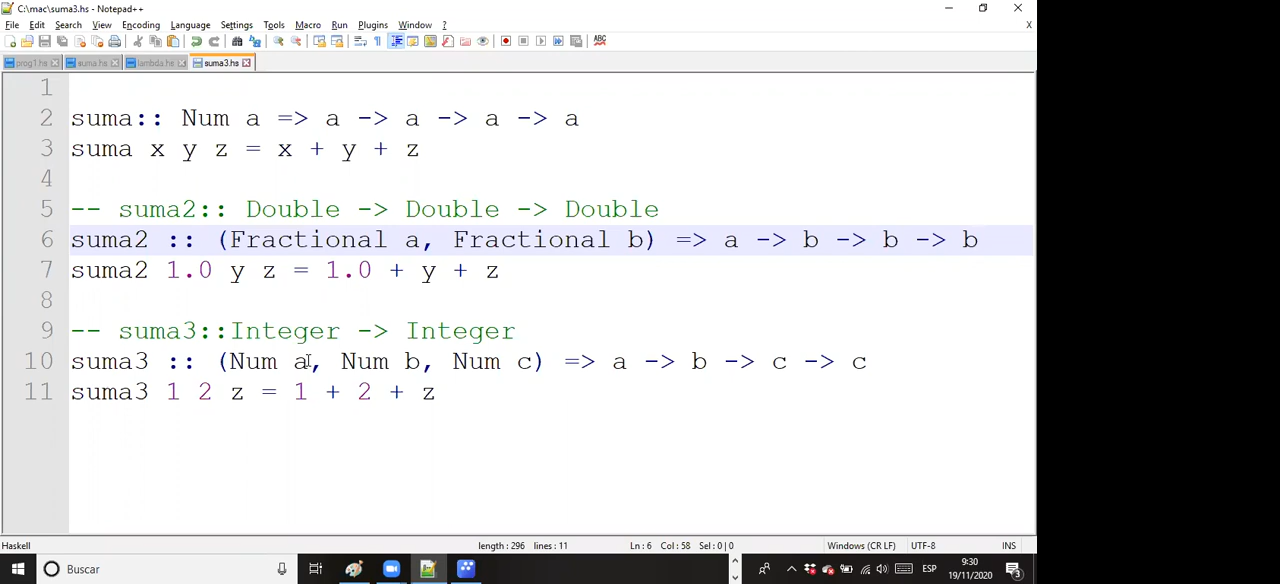 C:\mac\suma3.hs - Notepad++
File Edit Search View Encoding Language Settings Tools Macro Run Plugins Window ? X
prog1.hs suma.hs lambda.hs suma3.hs
1
2 suma:: Num a => a -> a -> a -> a
3 suma x y z = x + y + z
4
5 -- suma2:: Double -> Double -> Double
6 suma2 :: (Fractional a, Fractional b) => a -> b -> b -> b
7 suma2 1.0 y z = 1.0 + y + z
8
9 -- suma3::Integer -> Integer
10 suma3 :: (Num a, Num b, Num c) => a -> b -> c -> c
11 suma3 1 2 z = 1 + 2 + z
Haskell length : 296 lines : 11 Ln : 6 Col : 58 Sel : 0 | 0 Windows (CR LF) UTF-8 INS
Buscar ESP 9:30
19/11/2020 3